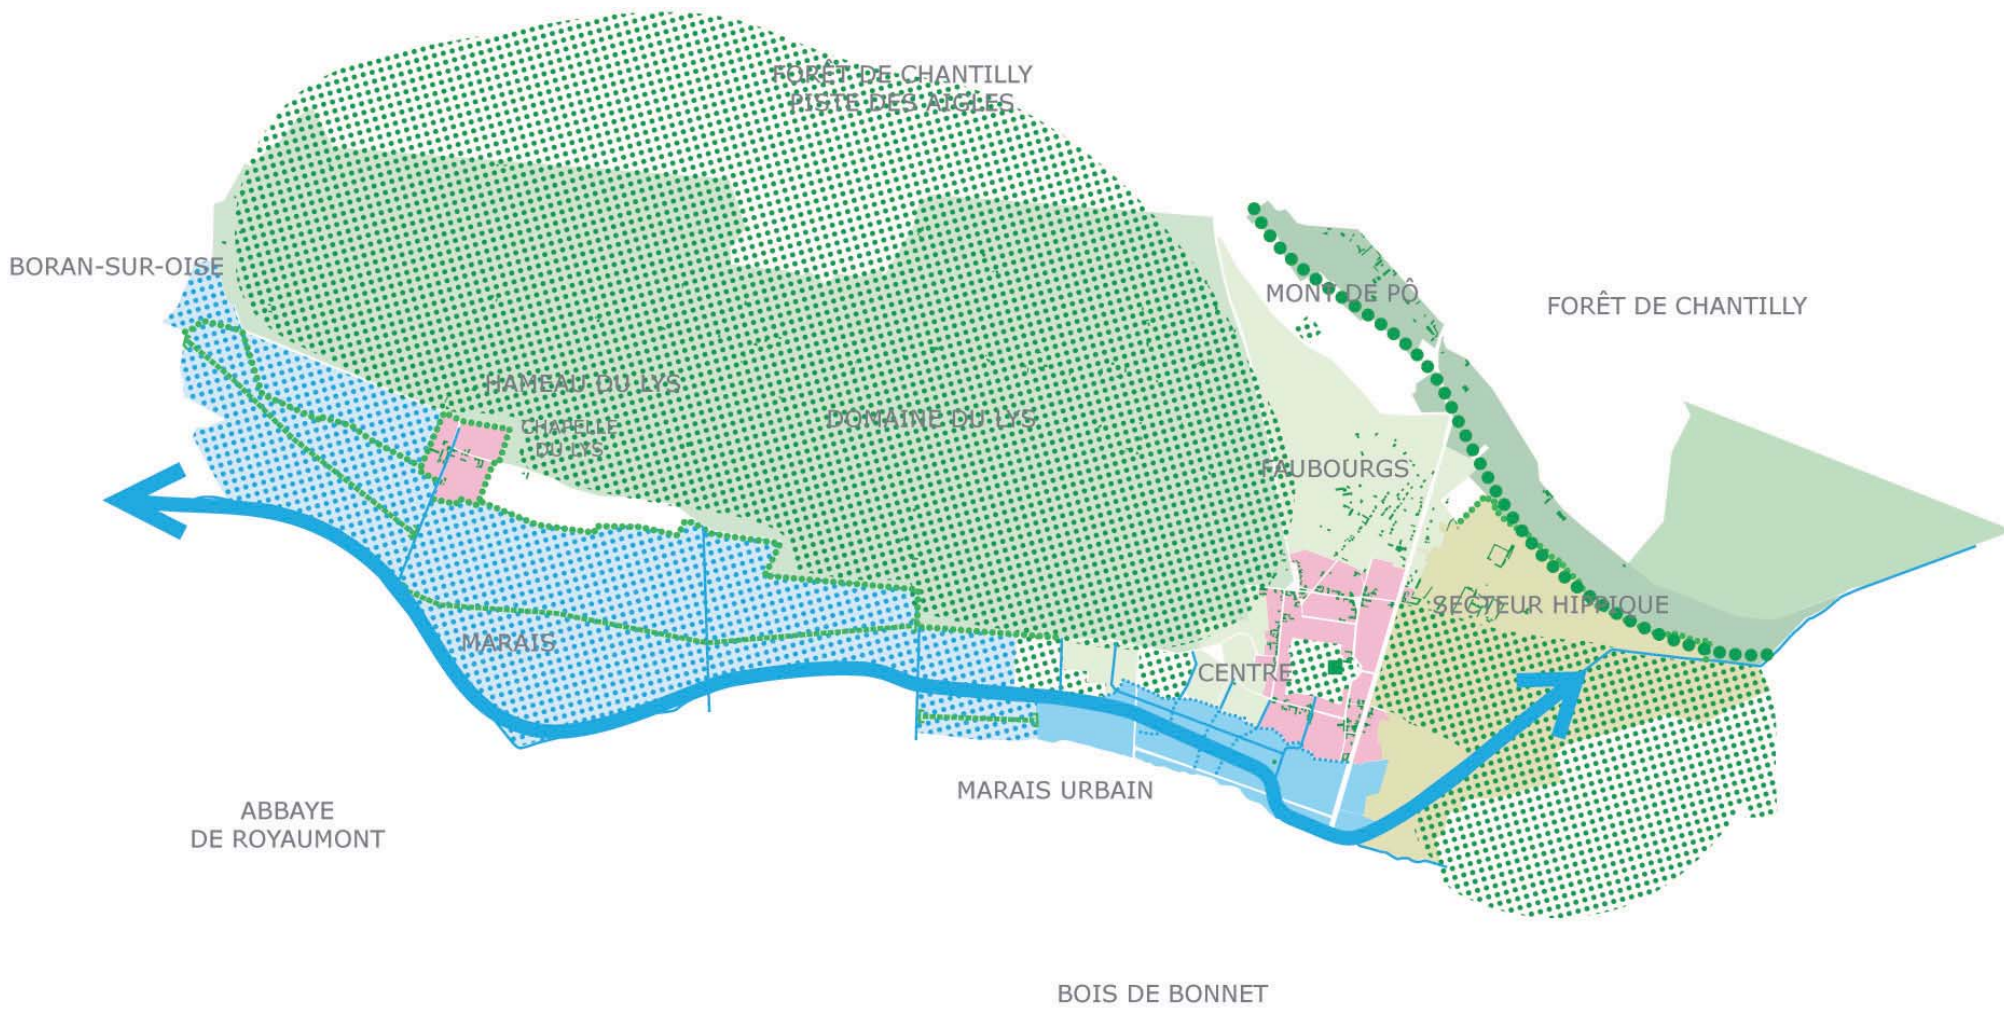 FORÊT DE CHANTILLY
PISTE DES AIGLES
BORAN-SUR-OISE
MONT DE PÔ
FORÊT DE CHANTILLY
HAMEAU DU LYS
CHAPELLE
DU LYS
DOMAINE DU LYS
FAUBOURGS
SECTEUR HIPPIQUE
MARAIS
CENTRE
MARAIS URBAIN
ABBAYE
DE ROYAUMONT
BOIS DE BONNET